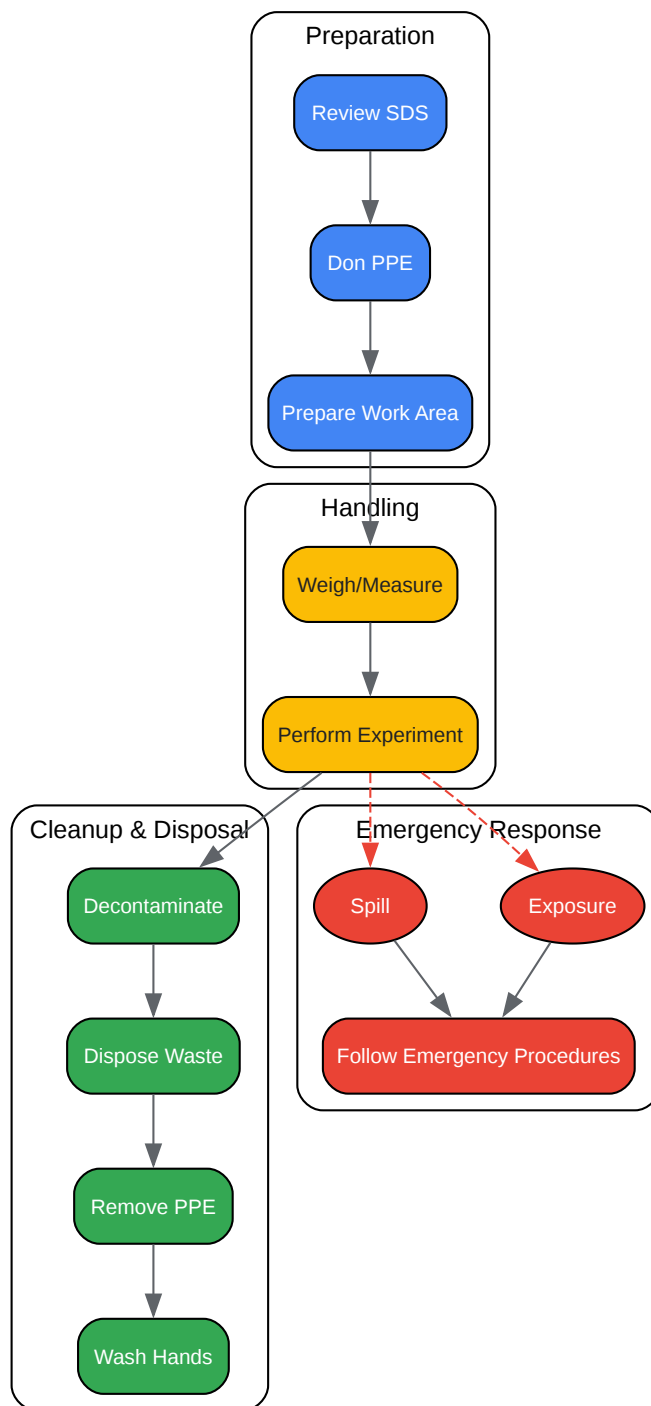 Preparation
Review SDS
Don PPE
Prepare Work Area
Handling
Weigh/Measure
Perform Experiment
Cleanup & Disposal
Decontaminate
Dispose Waste
Remove PPE
Wash Hands
Emergency Response
Spill
Exposure
Follow Emergency Procedures